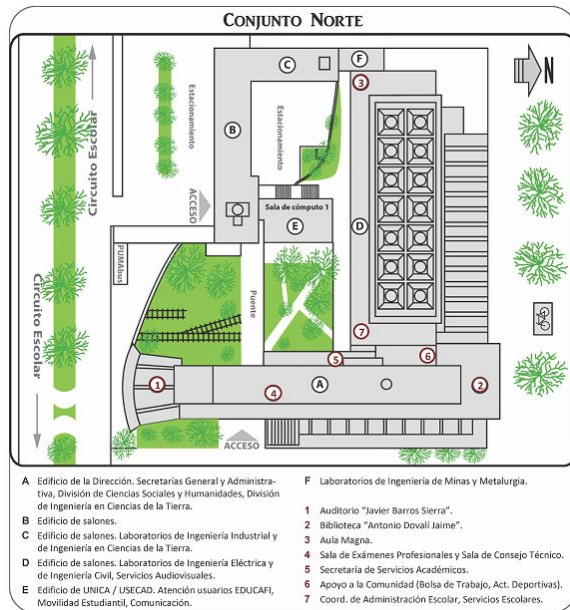 CONJUNTO NORTE
C
F
N
3
Circuito Escolar
Estacionamiento
Estacionamiento
B
ACCESO
Sala de cómputo 1
E
D
PUMAbus
Puente
Circuito Escolar
7
5
6
1
4
A
2
ACCESO
A Edificio de la Dirección. Secretarías General y Administra-
tiva, División de Ciencias Sociales y Humanidades, División
de Ingeniería en Ciencias de la Tierra.
B Edificio de salones.
C Edificio de salones. Laboratorios de Ingeniería Industrial y
de Ingeniería en Ciencias de la Tierra.
D Edificio de salones. Laboratorios de Ingeniería Eléctrica y
de Ingeniería Civil, Servicios Audiovisuales.
E Edificio de UNICA / USECAD. Atención usuarios EDUCAFI,
Movilidad Estudiantil, Comunicación.
F Laboratorios de Ingeniería de Minas y Metalurgia.
1 Auditorio "Javier Barros Sierra".
2 Biblioteca "Antonio Dovalí Jaime".
3 Aula Magna.
4 Sala de Exámenes Profesionales y Sala de Consejo Técnico.
5 Secretaría de Servicios Académicos.
6 Apoyo a la Comunidad (Bolsa de Trabajo, Act. Deportivas).
7 Coord. de Administración Escolar, Servicios Escolares.